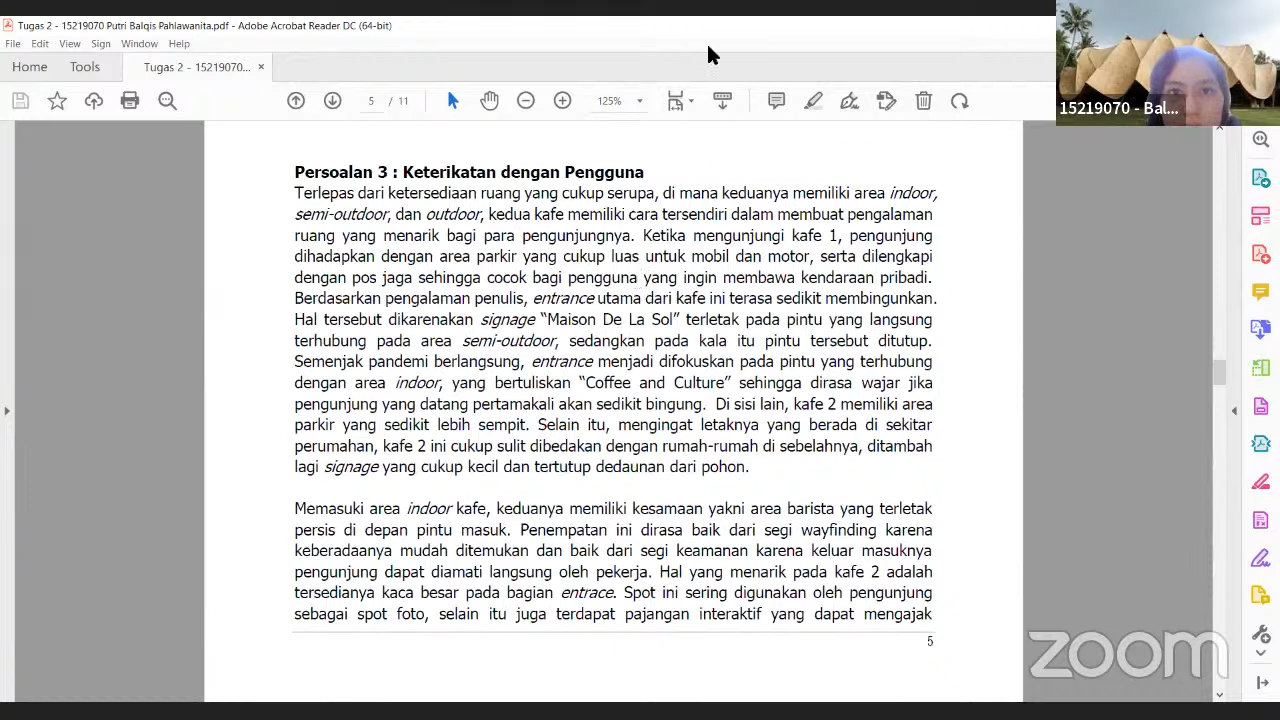 Tugas 2 - 15219070 Putri Balqis Pahlawanita.pdf - Adobe Acrobat Reader DC (64-bit)
File Edit View Sign Window Help
Home Tools Tugas 2 - 15219070... ×
5 / 11 125%
15219070 - Bal...
Persoalan 3 : Keterikatan dengan Pengguna
Terlepas dari ketersediaan ruang yang cukup serupa, di mana keduanya memiliki area indoor,
semi-outdoor, dan outdoor, kedua kafe memiliki cara tersendiri dalam membuat pengalaman
ruang yang menarik bagi para pengunjungnya. Ketika mengunjungi kafe 1, pengunjung
dihadapkan dengan area parkir yang cukup luas untuk mobil dan motor, serta dilengkapi
dengan pos jaga sehingga cocok bagi pengguna yang ingin membawa kendaraan pribadi.
Berdasarkan pengalaman penulis, entrance utama dari kafe ini terasa sedikit membingunkan.
Hal tersebut dikarenakan signage “Maison De La Sol” terletak pada pintu yang langsung
terhubung pada area semi-outdoor, sedangkan pada kala itu pintu tersebut ditutup.
Semenjak pandemi berlangsung, entrance menjadi difokuskan pada pintu yang terhubung
dengan area indoor, yang bertuliskan “Coffee and Culture” sehingga dirasa wajar jika
pengunjung yang datang pertamakali akan sedikit bingung. Di sisi lain, kafe 2 memiliki area
parkir yang sedikit lebih sempit. Selain itu, mengingat letaknya yang berada di sekitar
perumahan, kafe 2 ini cukup sulit dibedakan dengan rumah-rumah di sebelahnya, ditambah
lagi signage yang cukup kecil dan tertutup dedaunan dari pohon.
Memasuki area indoor kafe, keduanya memiliki kesamaan yakni area barista yang terletak
persis di depan pintu masuk. Penempatan ini dirasa baik dari segi wayfinding karena
keberadaanya mudah ditemukan dan baik dari segi keamanan karena keluar masuknya
pengunjung dapat diamati langsung oleh pekerja. Hal yang menarik pada kafe 2 adalah
tersedianya kaca besar pada bagian entrace. Spot ini sering digunakan oleh pengunjung
sebagai spot foto, selain itu juga terdapat pajangan interaktif yang dapat mengajak
5
zoom